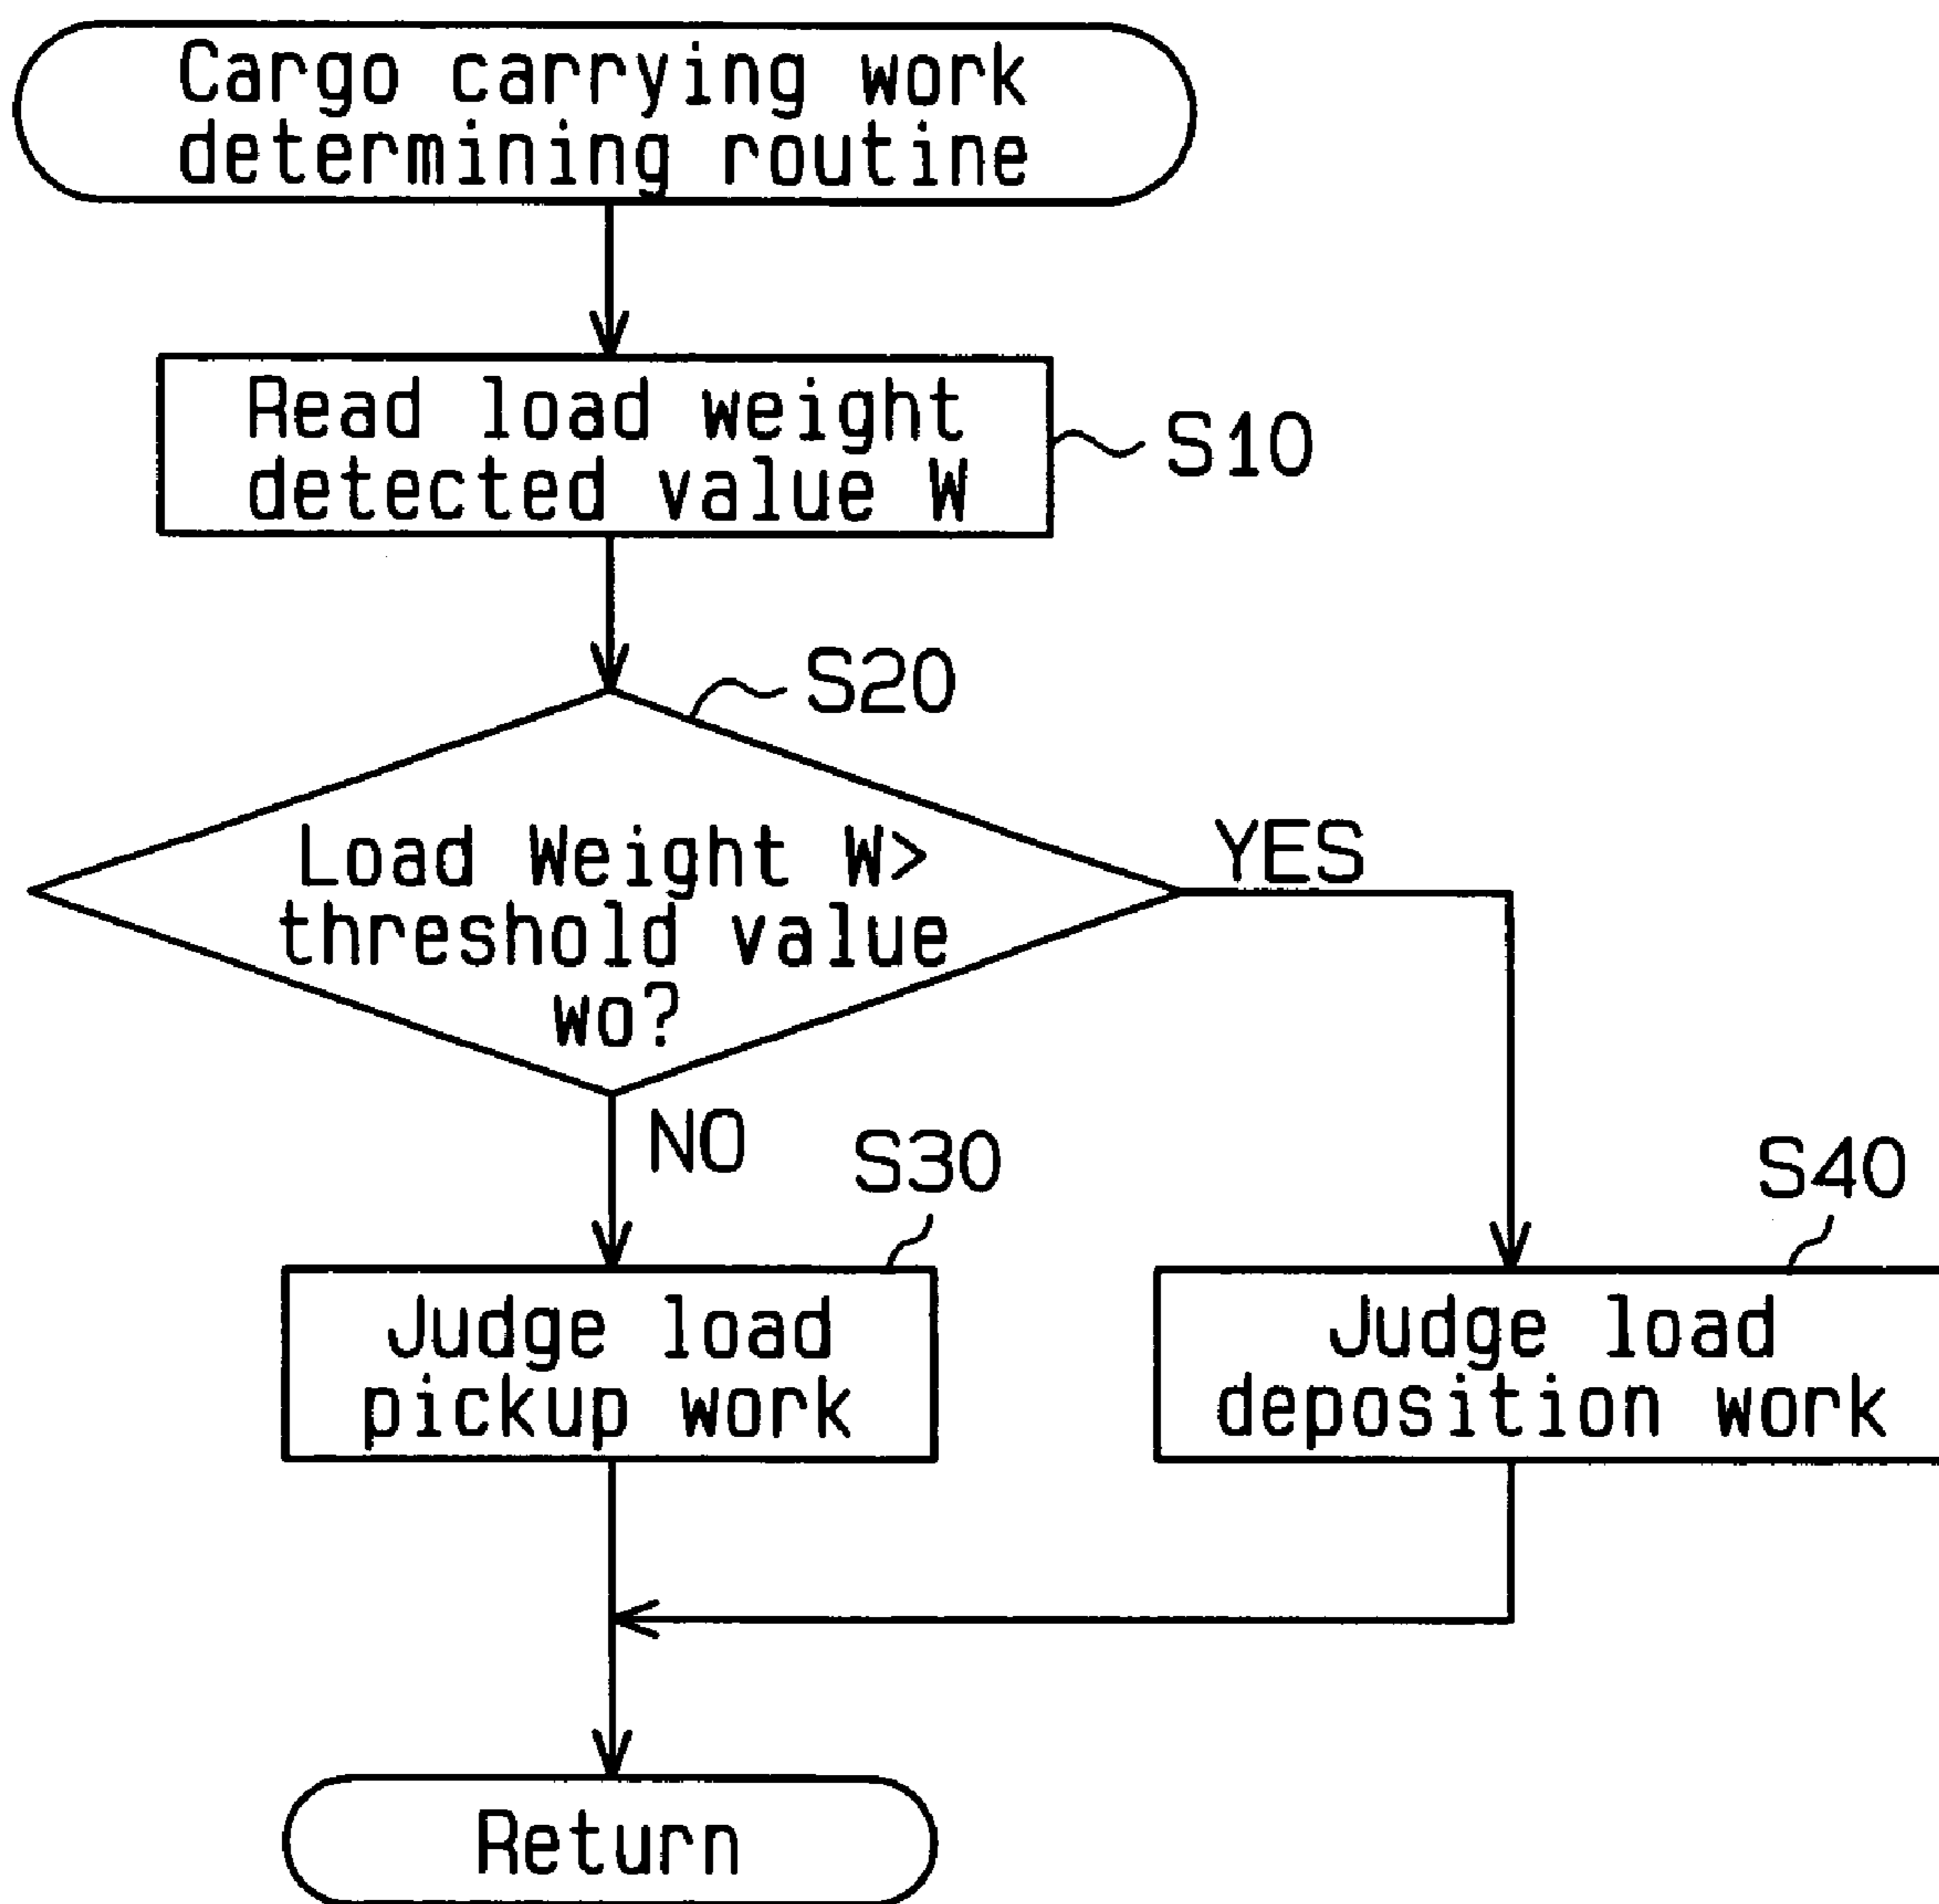 Cargo carrying work
determining routine
Read load weight
detected value W
S10
S20
Load Weight W>
threshold value
wo?
YES
NO
S30
S40
Judge load
pickup work
Judge load
deposition work
Return